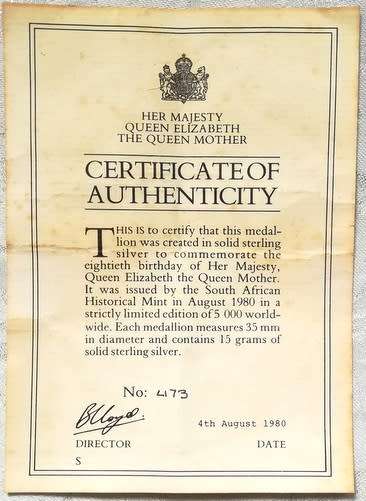 HER MAJESTY
QUEEN ELIZABETH
THE QUEEN MOTHER
CERTIFICATE OF
AUTHENTICITY
THIS IS to certify that this medal-
lion was created in solid sterling
silver to commemorate the
eightieth birthday of Her Majesty,
Queen Elizabeth the Queen Mother.
It was issued by the South African
Historical Mint in August 1980 in a
strictly limited edition of 5 000 world-
wide. Each medallion measures 35 mm
in diameter and contains 15 grams of
solid sterling silver.
No: 4173
4th August 1980
DIRECTOR DATE
S